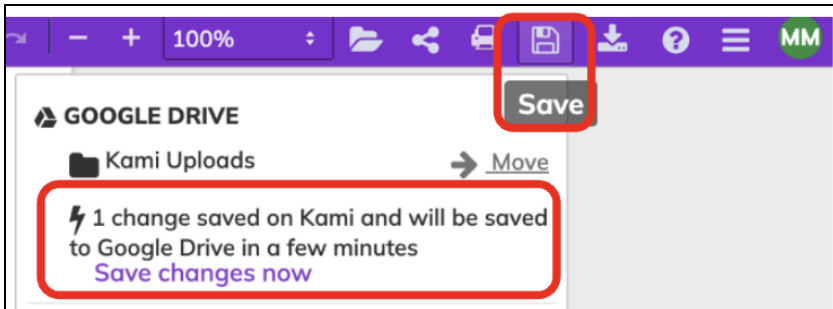 100%
MM
Save
GOOGLE DRIVE
Kami Uploads
Move
1 change saved on Kami and will be saved
to Google Drive in a few minutes
Save changes now